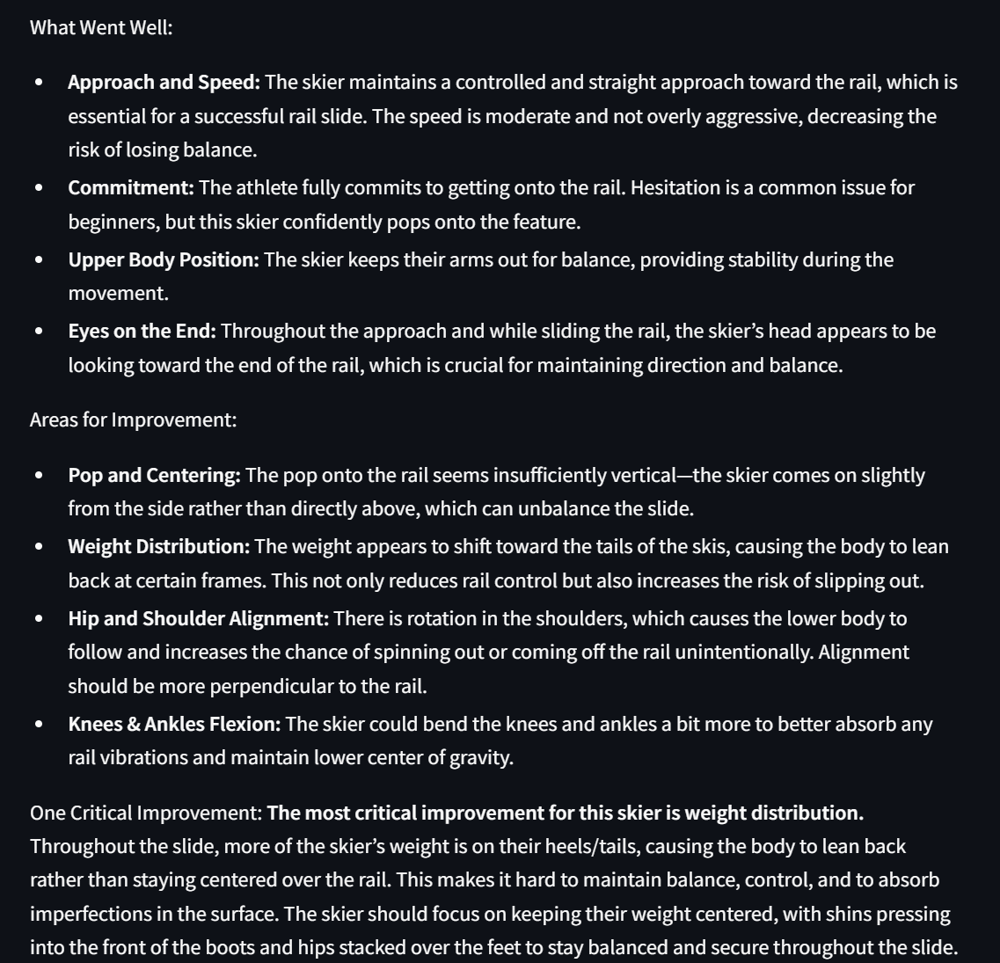 What Went Well:
• Approach and Speed: The skier maintains a controlled and straight approach toward the rail, which is
essential for a successful rail slide. The speed is moderate and not overly aggressive, decreasing the
risk of losing balance.
• Commitment: The athlete fully commits to getting onto the rail. Hesitation is a common issue for
beginners, but this skier confidently pops onto the feature.
• Upper Body Position: The skier keeps their arms out for balance, providing stability during the
movement.
• Eyes on the End: Throughout the approach and while sliding the rail, the skier’s head appears to be
looking toward the end of the rail, which is crucial for maintaining direction and balance.
Areas for Improvement:
• Pop and Centering: The pop onto the rail seems insufficiently vertical—the skier comes on slightly
from the side rather than directly above, which can unbalance the slide.
• Weight Distribution: The weight appears to shift toward the tails of the skis, causing the body to lean
back at certain frames. This not only reduces rail control but also increases the risk of slipping out.
• Hip and Shoulder Alignment: There is rotation in the shoulders, which causes the lower body to
follow and increases the chance of spinning out or coming off the rail unintentionally. Alignment
should be more perpendicular to the rail.
• Knees & Ankles Flexion: The skier could bend the knees and ankles a bit more to better absorb any
rail vibrations and maintain lower center of gravity.
One Critical Improvement: The most critical improvement for this skier is weight distribution.
Throughout the slide, more of the skier’s weight is on their heels/tails, causing the body to lean back
rather than staying centered over the rail. This makes it hard to maintain balance, control, and to absorb
imperfections in the surface. The skier should focus on keeping their weight centered, with shins pressing
into the front of the boots and hips stacked over the feet to stay balanced and secure throughout the slide.